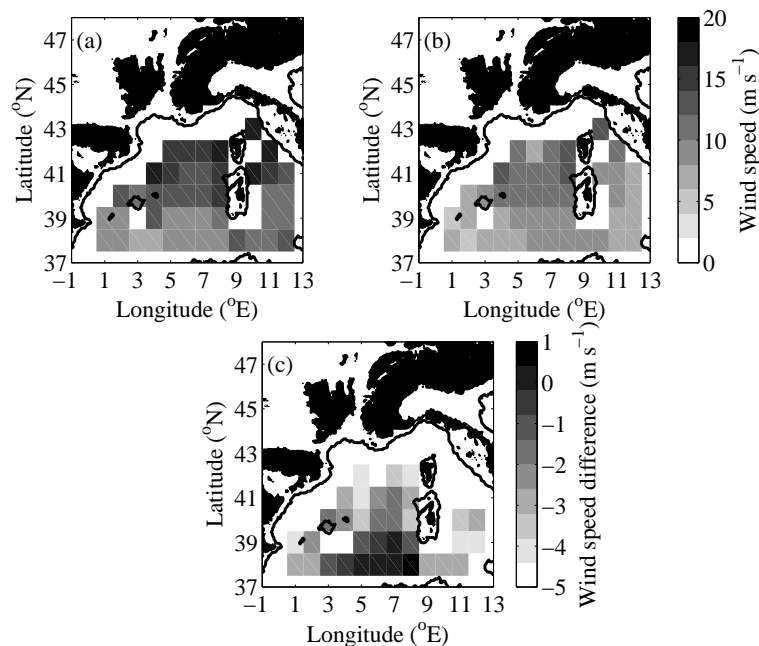 (a)
47
45
43
41
39
37
−1 1 3 5 7 9 11 13
Latitude (°N)
Longitude (°E)
(b)
47
45
43
41
39
37
−1 1 3 5 7 9 11 13
Latitude (°N)
Longitude (°E)
20
15
10
5
0
Wind speed (m s⁻¹)
(c)
47
45
43
41
39
37
−1 1 3 5 7 9 11 13
Latitude (°N)
Longitude (°E)
1
0
−1
−2
−3
−4
−5
Wind speed difference (m s⁻¹)